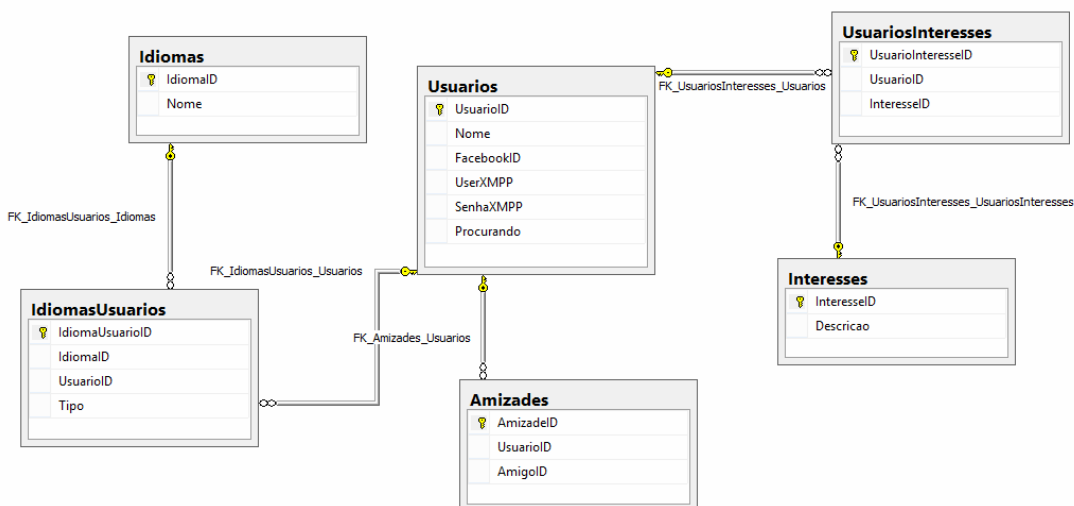 Idiomas
IdiomaID
Nome
Usuarios
UsuarioID
Nome
FacebookID
UserXMPP
SenhaXMPP
Procurando
UsuariosInteresses
UsuarioInteresseID
UsuarioID
InteresseID
FK_UsuariosInteresses_Usuarios
FK_IdiomasUsuarios_Idiomas
FK_UsuariosInteresses_UsuariosInteresses
FK_IdiomasUsuarios_Usuarios
Interesses
InteresseID
Descricao
IdiomasUsuarios
IdiomaUsuarioID
IdiomaID
UsuarioID
Tipo
FK_Amizades_Usuarios
Amizades
AmizadeID
UsuarioID
AmigoID